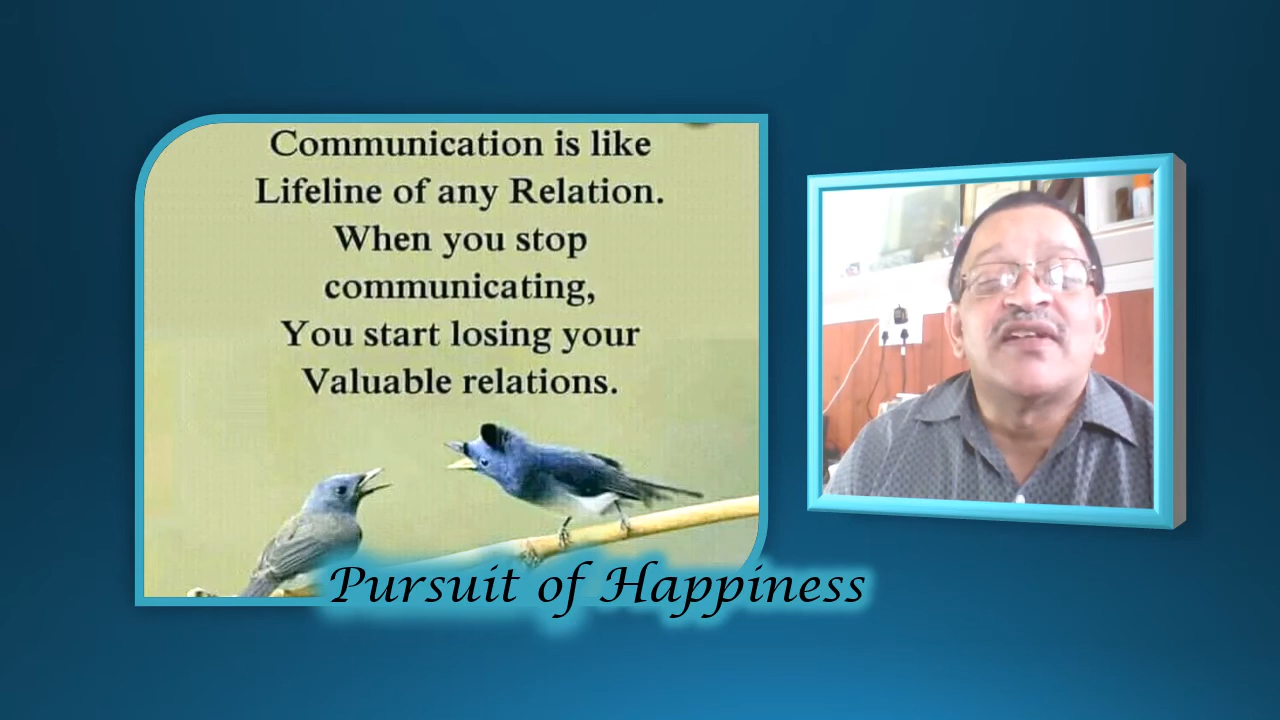 Communication is like
Lifeline of any Relation.
When you stop
communicating,
You start losing your
Valuable relations.
Pursuit of Happiness